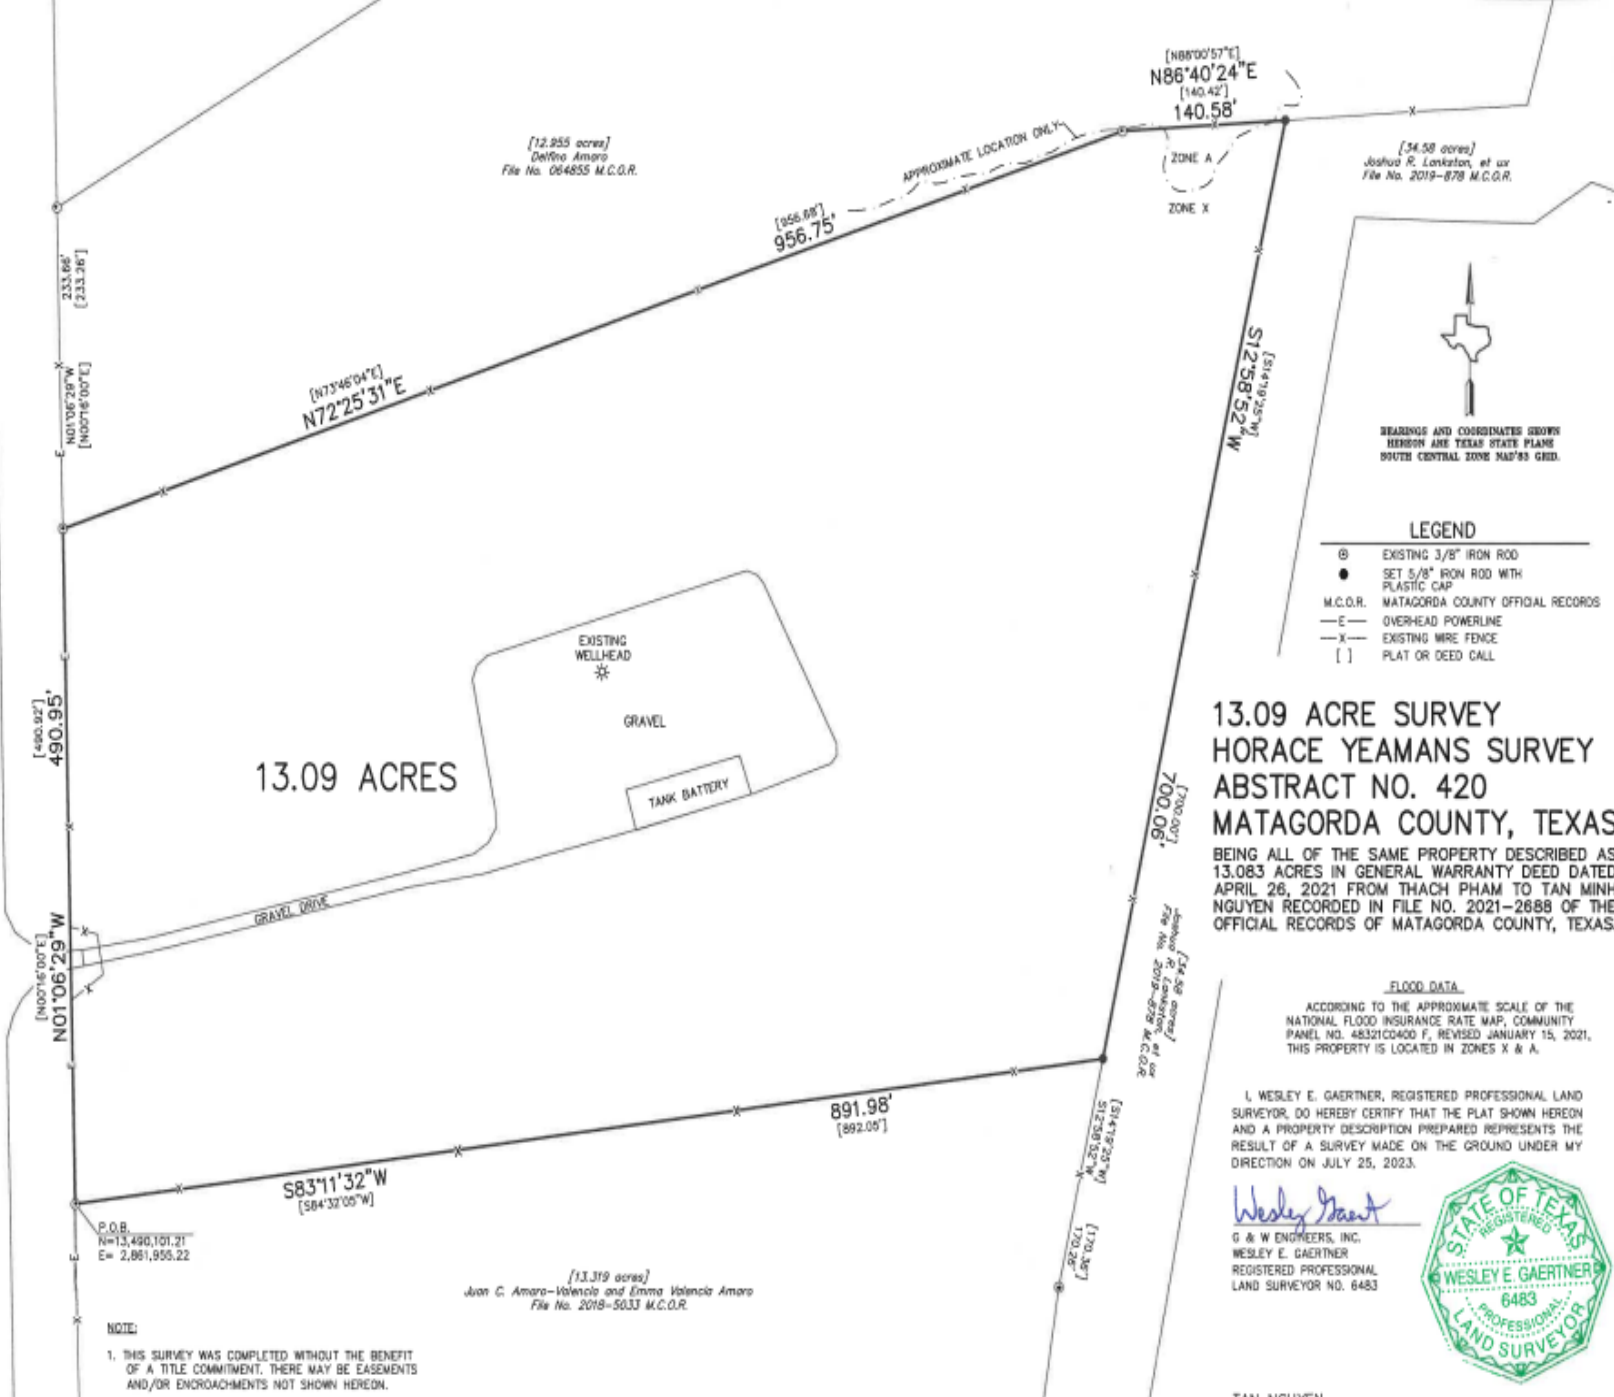 [N88°00'57"E]
N86°40'24"E
[140.42']
140.58'
[12.955 acres]
Delfino Amaro
File No. 064855 M.C.O.R.
APPROXIMATE LOCATION ONLY
ZONE A
ZONE X
[34.58 acres]
Joshua R. Lankston, et ux
File No. 2019-878 M.C.O.R.
[956.68']
956.75'
233.66'
[233.26']
N01°06'29"W
[N00°16'00"E]
[N73°46'04"E]
N72°25'31"E
[S14°19'25"W]
S12°58'52"W
BEARINGS AND COORDINATES SHOWN
HEREON ARE TEXAS STATE PLANE
SOUTH CENTRAL ZONE NAD'83 GRID.
LEGEND
EXISTING 3/8" IRON ROD
SET 5/8" IRON ROD WITH
PLASTIC CAP
M.C.O.R. MATAGORDA COUNTY OFFICIAL RECORDS
—E— OVERHEAD POWERLINE
—X— EXISTING WIRE FENCE
[ ] PLAT OR DEED CALL
EXISTING
WELLHEAD
GRAVEL
TANK BATTERY
[490.92']
490.95'
13.09 ACRES
GRAVEL DRIVE
[N00°16'00"E]
N01°06'29"W
[700.00']
700.06'
[34.58 acres]
Joshua R. Lankston, et ux
File No. 2019-878 M.C.O.R.
13.09 ACRE SURVEY
HORACE YEAMANS SURVEY
ABSTRACT NO. 420
MATAGORDA COUNTY, TEXAS
BEING ALL OF THE SAME PROPERTY DESCRIBED AS
13.083 ACRES IN GENERAL WARRANTY DEED DATED
APRIL 26, 2021 FROM THACH PHAM TO TAN MINH
NGUYEN RECORDED IN FILE NO. 2021-2688 OF THE
OFFICIAL RECORDS OF MATAGORDA COUNTY, TEXAS.
FLOOD DATA
ACCORDING TO THE APPROXIMATE SCALE OF THE
NATIONAL FLOOD INSURANCE RATE MAP, COMMUNITY
PANEL NO. 48321C0400 F, REVISED JANUARY 15, 2021,
THIS PROPERTY IS LOCATED IN ZONES X & A.
891.98'
[892.05']
S83°11'32"W
[S84°32'05"W]
[S14°19'25"W]
S12°58'52"W
[170.36']
170.26'
I, WESLEY E. GAERTNER, REGISTERED PROFESSIONAL LAND
SURVEYOR, DO HEREBY CERTIFY THAT THE PLAT SHOWN HEREON
AND A PROPERTY DESCRIPTION PREPARED REPRESENTS THE
RESULT OF A SURVEY MADE ON THE GROUND UNDER MY
DIRECTION ON JULY 25, 2023.
G & W ENGINEERS, INC.
WESLEY E. GAERTNER
REGISTERED PROFESSIONAL
LAND SURVEYOR NO. 6483
STATE OF TEXAS
REGISTERED
WESLEY E. GAERTNER
6483
PROFESSIONAL
LAND SURVEYOR
P.O.B.
N=13,490,101.21
E= 2,861,955.22
[13.319 acres]
Juan C. Amaro-Valencia and Emma Valencia Amaro
File No. 2018-5033 M.C.O.R.
NOTE:
1. THIS SURVEY WAS COMPLETED WITHOUT THE BENEFIT
OF A TITLE COMMITMENT. THERE MAY BE EASEMENTS
AND/OR ENCROACHMENTS NOT SHOWN HEREON.